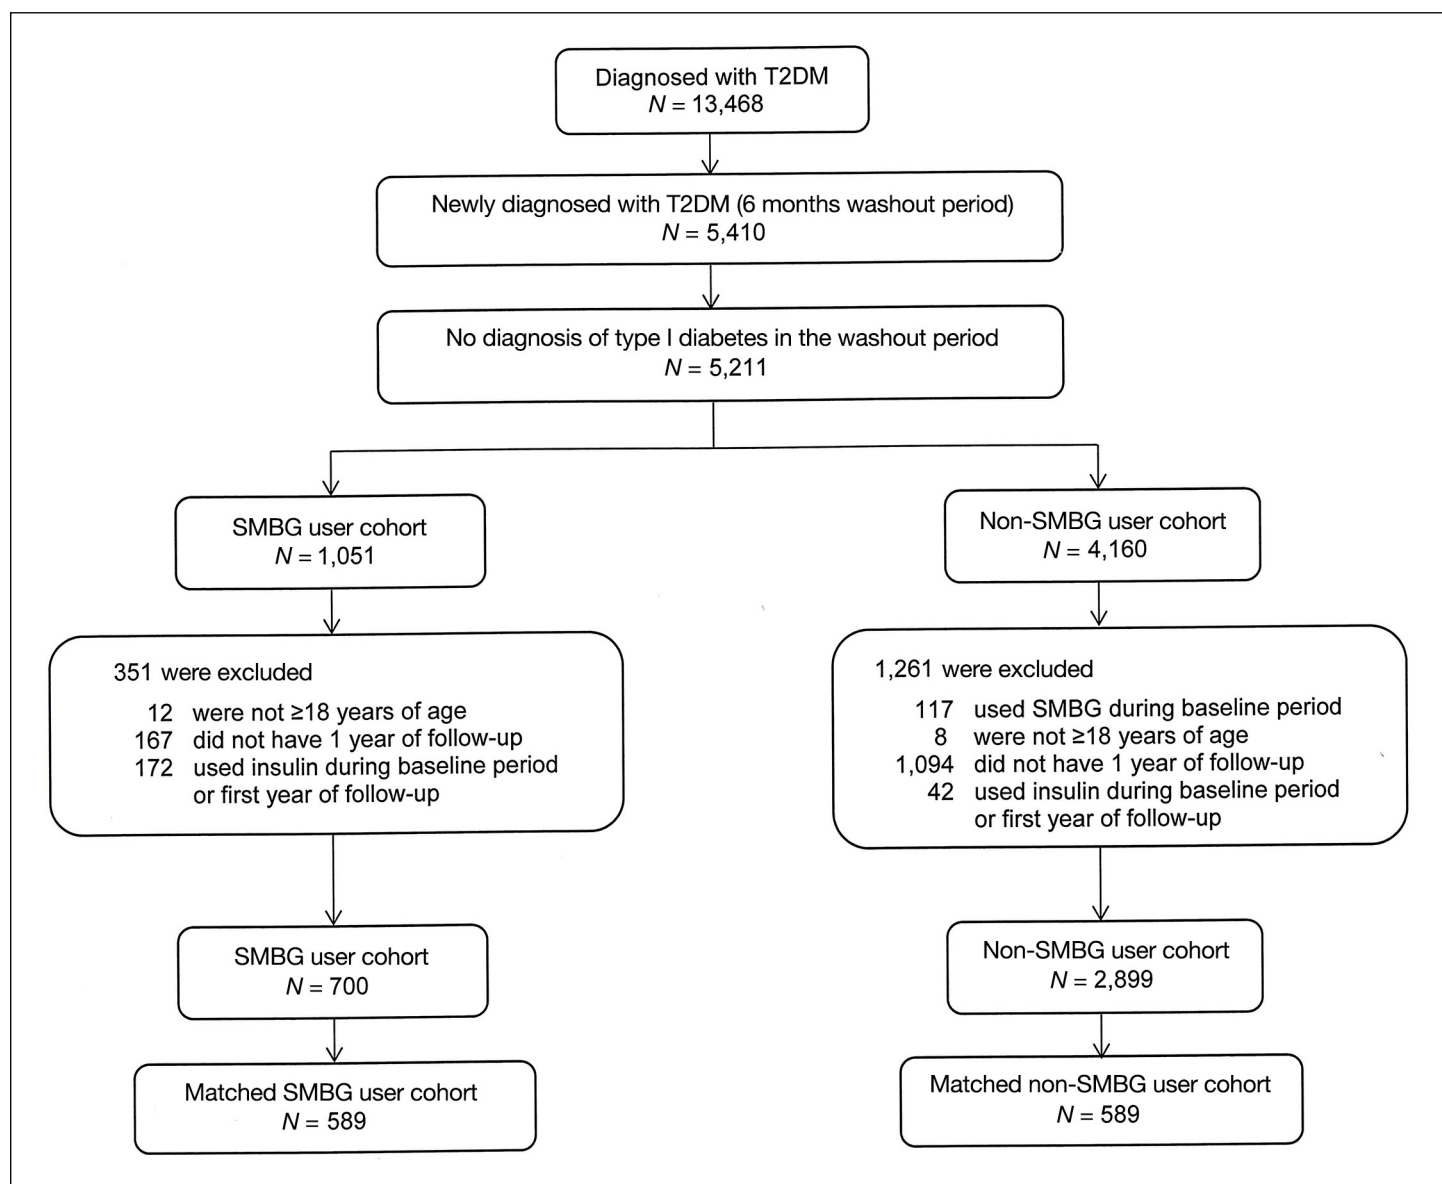 Diagnosed with T2DM
N = 13,468
Newly diagnosed with T2DM (6 months washout period)
N = 5,410
No diagnosis of type I diabetes in the washout period
N = 5,211
SMBG user cohort
N = 1,051
351 were excluded
12 were not ≥18 years of age
167 did not have 1 year of follow-up
172 used insulin during baseline period
or first year of follow-up
SMBG user cohort
N = 700
Matched SMBG user cohort
N = 589
Non-SMBG user cohort
N = 4,160
1,261 were excluded
117 used SMBG during baseline period
8 were not ≥18 years of age
1,094 did not have 1 year of follow-up
42 used insulin during baseline period
or first year of follow-up
Non-SMBG user cohort
N = 2,899
Matched non-SMBG user cohort
N = 589